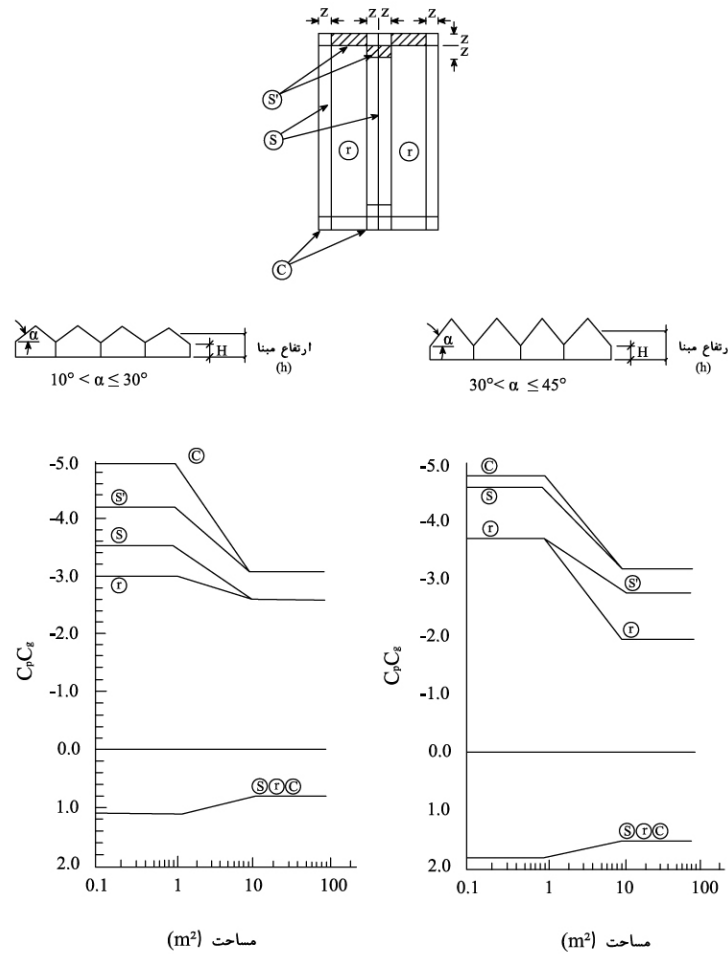 z z z z
z
z
S'
S
r r
C
α H ارتفاع مبنا
(h)
10° < α ≤ 30°
α H رتفاع مبنا
(h)
30° < α ≤ 45°
C
-5.0
S'
-4.0
S
-3.0
r
-2.0
CpCg
-1.0
0.0
S r C
1.0
2.0
0.1 1 10 100
مساحت (m²)
C
-5.0
S
-4.0
r
-3.0
S'
-2.0
r
CpCg
-1.0
0.0
1.0
S r C
2.0
0.1 1 10 100
مساحت (m²)